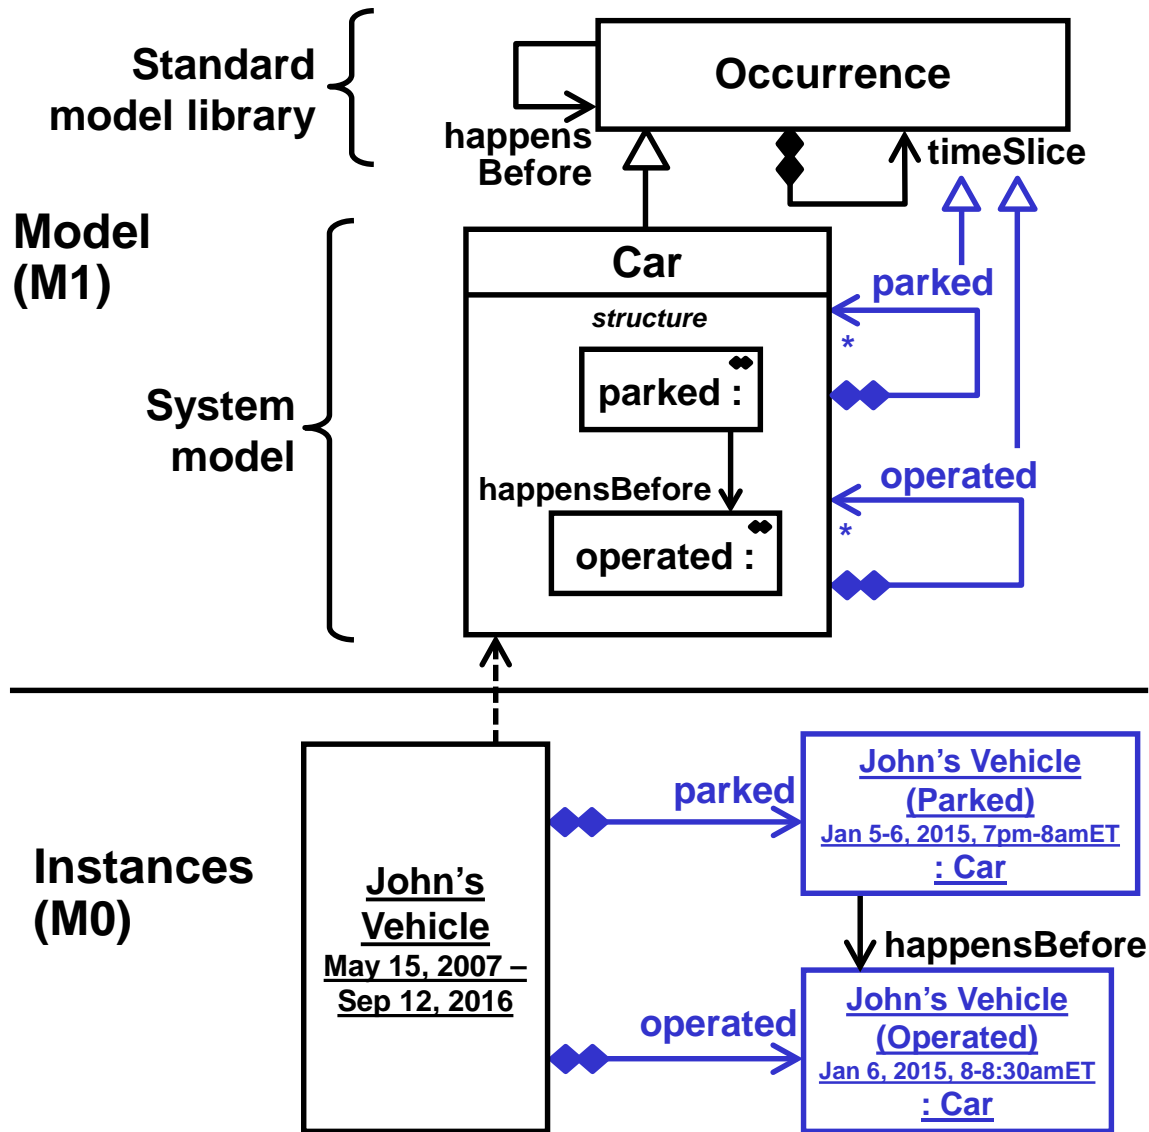 Standard
model library
Occurrence
happens
Before
timeSlice
Model
(M1)
Car
structure
parked
*
parked :
System
model
happensBefore
operated
*
operated :
Instances
(M0)
John's
Vehicle
May 15, 2007 –
Sep 12, 2016
parked
John's Vehicle
(Parked)
Jan 5-6, 2015, 7pm-8amET
: Car
happensBefore
operated
John's Vehicle
(Operated)
Jan 6, 2015, 8-8:30amET
: Car